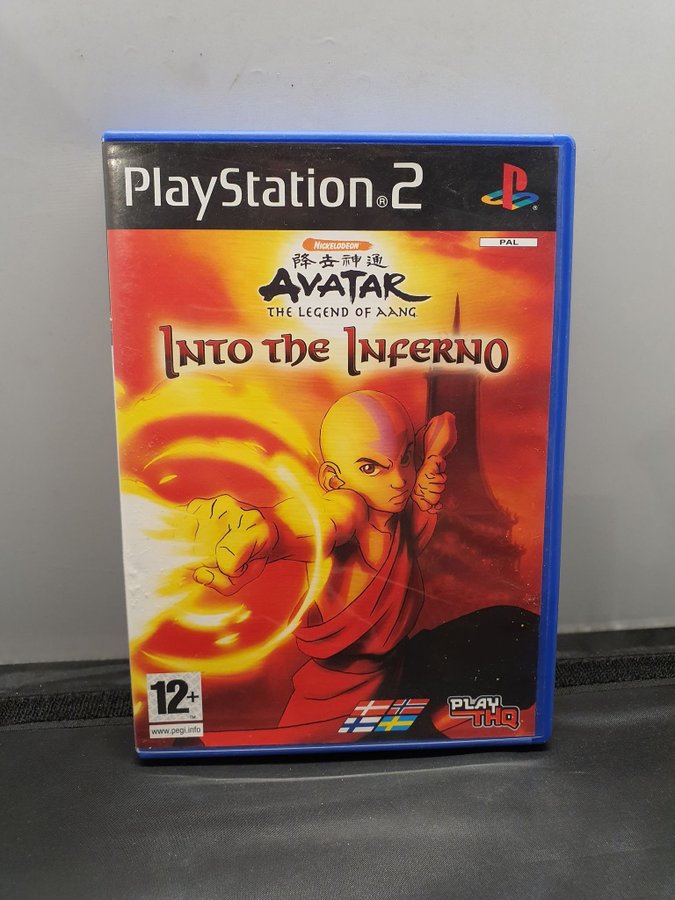 PlayStation®2
PAL
NICKELODEON
降去神通
AVATAR
THE LEGEND OF AANG
INTO THE INFERNO
12+
™
www.pegi.info
PLAY
THQ